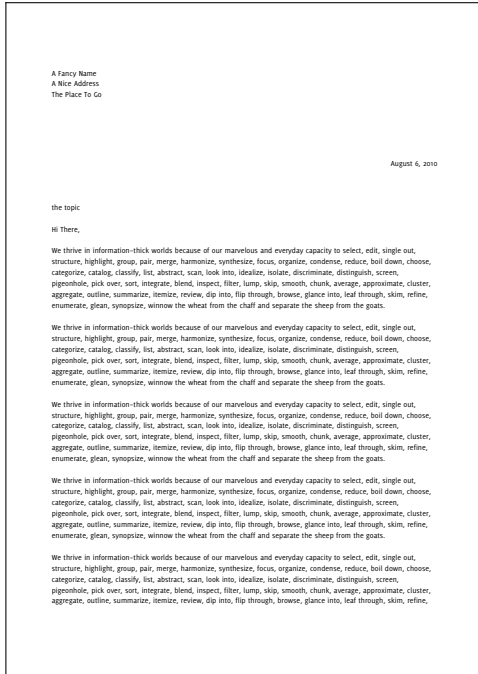 A Fancy Name
A Nice Address
The Place To Go
August 6, 2010
the topic
Hi There,
We thrive in information-thick worlds because of our marvelous and everyday capacity to select, edit, single out,
structure, highlight, group, pair, merge, harmonize, synthesize, focus, organize, condense, reduce, boil down, choose,
categorize, catalog, classify, list, abstract, scan, look into, idealize, isolate, discriminate, distinguish, screen,
pigeonhole, pick over, sort, integrate, blend, inspect, filter, lump, skip, smooth, chunk, average, approximate, cluster,
aggregate, outline, summarize, itemize, review, dip into, flip through, browse, glance into, leaf through, skim, refine,
enumerate, glean, synopsize, winnow the wheat from the chaff and separate the sheep from the goats.
We thrive in information-thick worlds because of our marvelous and everyday capacity to select, edit, single out,
structure, highlight, group, pair, merge, harmonize, synthesize, focus, organize, condense, reduce, boil down, choose,
categorize, catalog, classify, list, abstract, scan, look into, idealize, isolate, discriminate, distinguish, screen,
pigeonhole, pick over, sort, integrate, blend, inspect, filter, lump, skip, smooth, chunk, average, approximate, cluster,
aggregate, outline, summarize, itemize, review, dip into, flip through, browse, glance into, leaf through, skim, refine,
enumerate, glean, synopsize, winnow the wheat from the chaff and separate the sheep from the goats.
We thrive in information-thick worlds because of our marvelous and everyday capacity to select, edit, single out,
structure, highlight, group, pair, merge, harmonize, synthesize, focus, organize, condense, reduce, boil down, choose,
categorize, catalog, classify, list, abstract, scan, look into, idealize, isolate, discriminate, distinguish, screen,
pigeonhole, pick over, sort, integrate, blend, inspect, filter, lump, skip, smooth, chunk, average, approximate, cluster,
aggregate, outline, summarize, itemize, review, dip into, flip through, browse, glance into, leaf through, skim, refine,
enumerate, glean, synopsize, winnow the wheat from the chaff and separate the sheep from the goats.
We thrive in information-thick worlds because of our marvelous and everyday capacity to select, edit, single out,
structure, highlight, group, pair, merge, harmonize, synthesize, focus, organize, condense, reduce, boil down, choose,
categorize, catalog, classify, list, abstract, scan, look into, idealize, isolate, discriminate, distinguish, screen,
pigeonhole, pick over, sort, integrate, blend, inspect, filter, lump, skip, smooth, chunk, average, approximate, cluster,
aggregate, outline, summarize, itemize, review, dip into, flip through, browse, glance into, leaf through, skim, refine,
enumerate, glean, synopsize, winnow the wheat from the chaff and separate the sheep from the goats.
We thrive in information-thick worlds because of our marvelous and everyday capacity to select, edit, single out,
structure, highlight, group, pair, merge, harmonize, synthesize, focus, organize, condense, reduce, boil down, choose,
categorize, catalog, classify, list, abstract, scan, look into, idealize, isolate, discriminate, distinguish, screen,
pigeonhole, pick over, sort, integrate, blend, inspect, filter, lump, skip, smooth, chunk, average, approximate, cluster,
aggregate, outline, summarize, itemize, review, dip into, flip through, browse, glance into, leaf through, skim, refine,